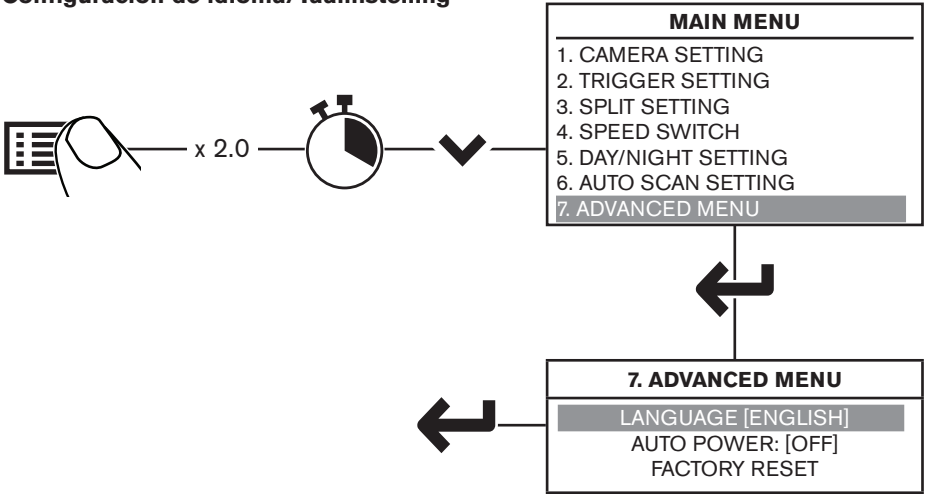 MAIN MENU
1. CAMERA SETTING
2. TRIGGER SETTING
3. SPLIT SETTING
4. SPEED SWITCH
5. DAY/NIGHT SETTING
6. AUTO SCAN SETTING
7. ADVANCED MENU
x 2.0
7. ADVANCED MENU
LANGUAGE [ENGLISH]
AUTO POWER: [OFF]
FACTORY RESET